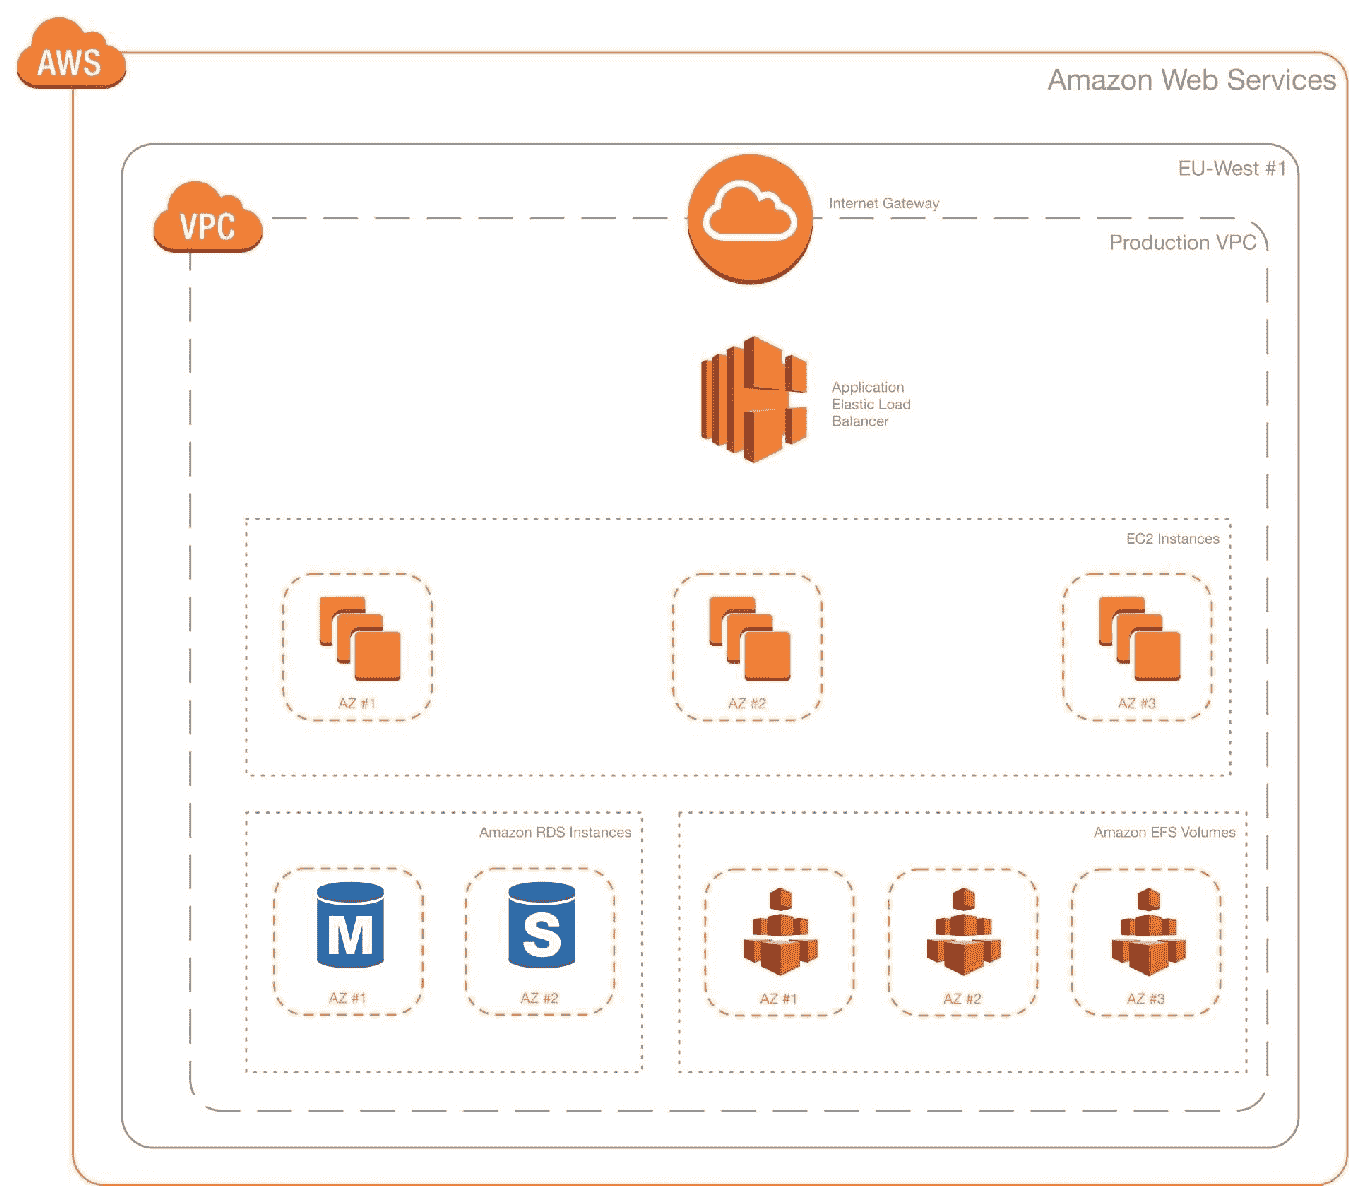 AWS
Amazon Web Services
EU-West #1
VPC
Internet Gateway
Production VPC
Application
Elastic Load
Balancer
EC2 Instances
AZ #1
AZ #2
AZ #3
Amazon RDS Instances
M
AZ #1
S
AZ #2
Amazon EFS Volumes
AZ #1
AZ #2
AZ #3